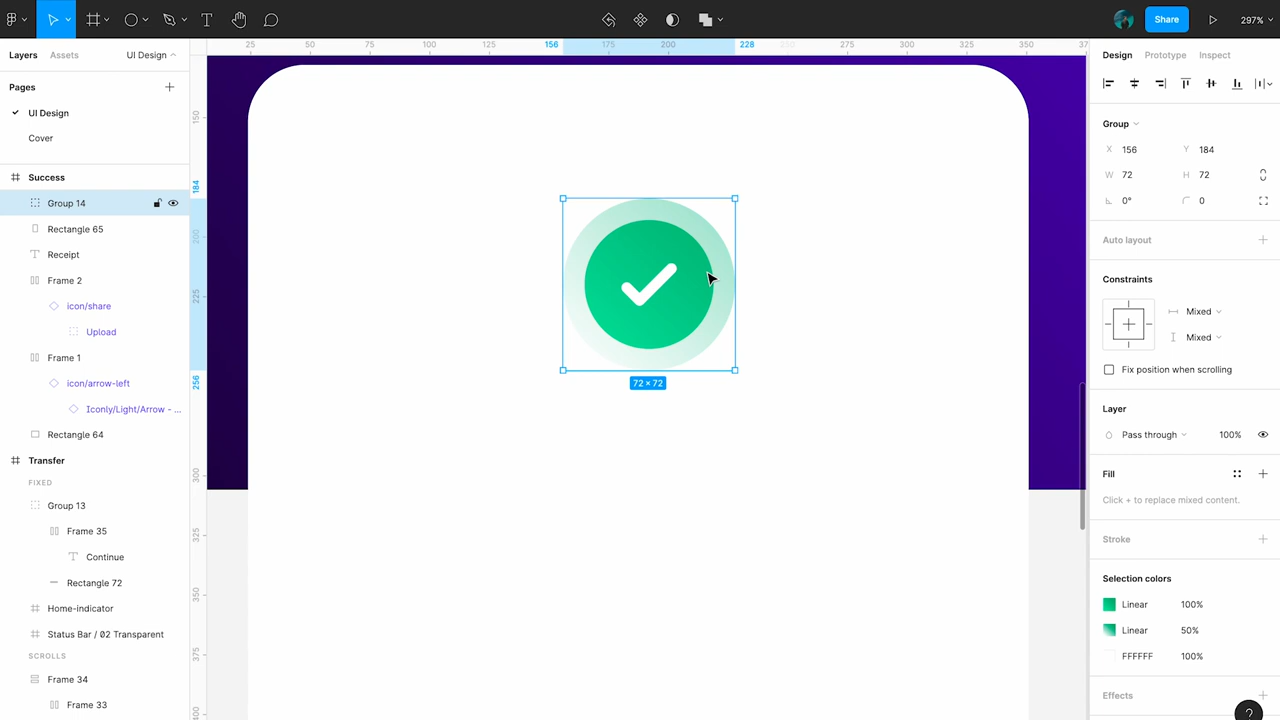 Share
297%
Layers
Assets
UI Design
25 50 75 100 125 156 175 200 228 250 275 300 325 350 37
Design
Prototype
Inspect
Pages
UI Design
Cover
Success
Group 14
Rectangle 65
Receipt
Frame 2
icon/share
Upload
Frame 1
icon/arrow-left
Iconly/Light/Arrow - ...
Rectangle 64
Transfer
FIXED
Group 13
Frame 35
Continue
Rectangle 72
Home-indicator
Status Bar / 02 Transparent
SCROLLS
Frame 34
Frame 33
150
184
200
225
256
300
325
350
375
400
72 × 72
Group
X 156 Y 184
W 72 H 72
0° 0
Auto layout
Constraints
Mixed
Mixed
Fix position when scrolling
Layer
Pass through 100%
Fill
Click + to replace mixed content.
Stroke
Selection colors
Linear 100%
Linear 50%
FFFFFF 100%
Effects
?